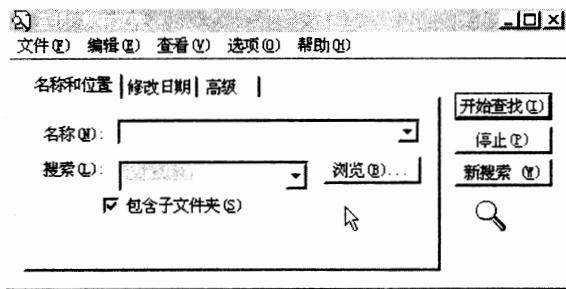 文件(F) 编辑(E) 查看(V) 选项(O) 帮助(H)
名称和位置 修改日期 高级
开始查找(I)
名称(N):
停止(P)
搜索(L): 浏览(B)...
新搜索 (W)
包含子文件夹(S)